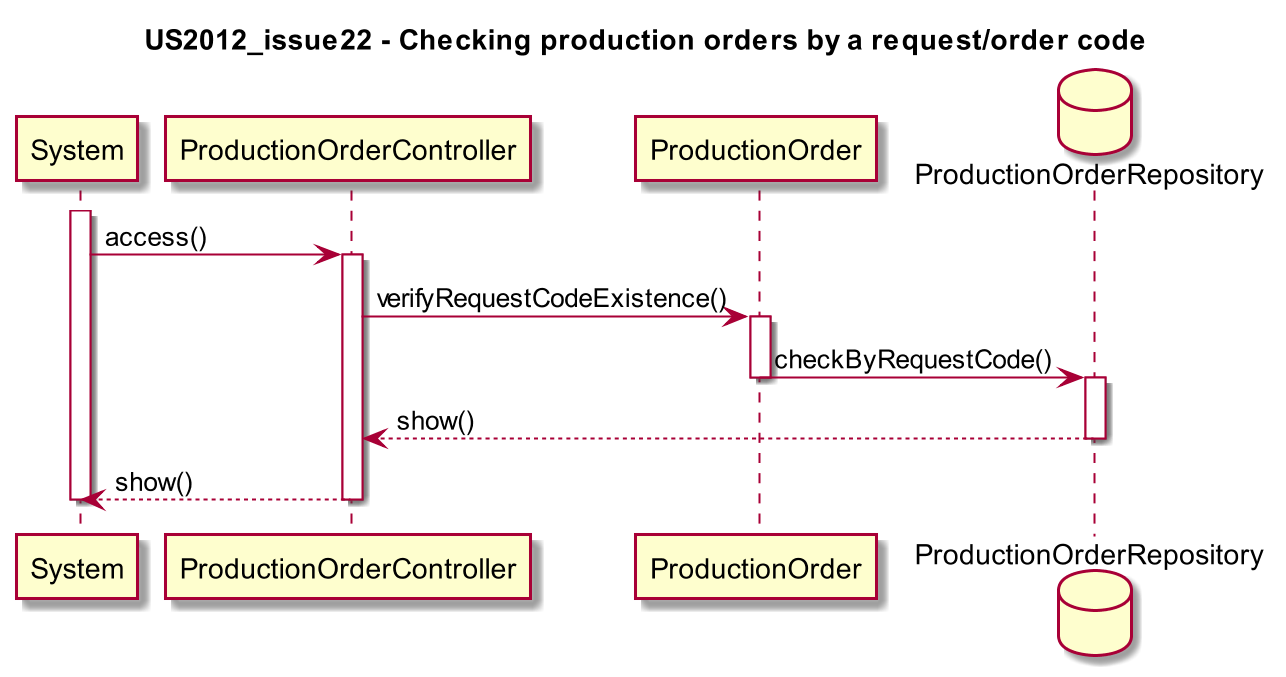 US2012_issue22 - Checking production orders by a request/order code
System
ProductionOrderController
ProductionOrder
ProductionOrderRepository
access()
verifyRequestCodeExistence()
checkByRequestCode()
show()
show()
System
ProductionOrderController
ProductionOrder
ProductionOrderRepository